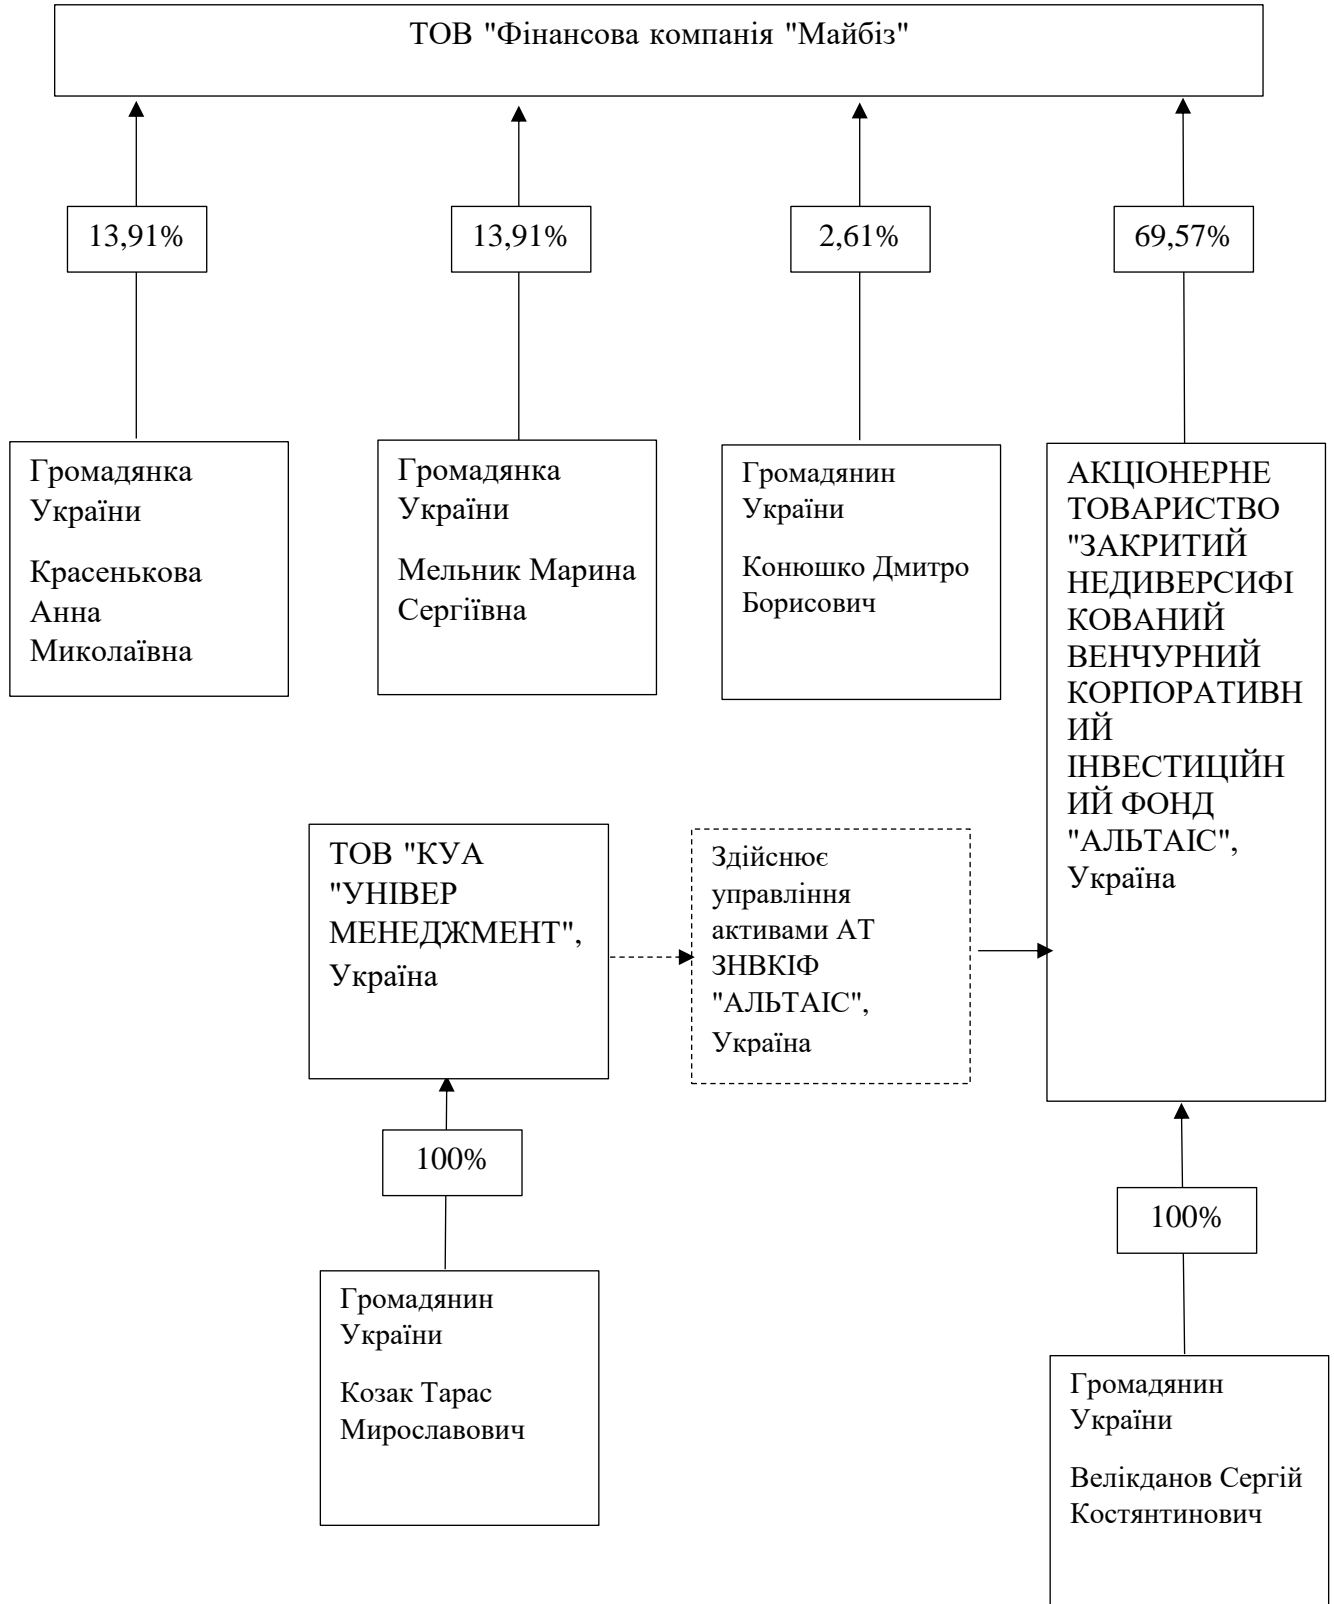 ТОВ "Фінансова компанія "Майбіз"
13,91%
13,91%
2,61%
69,57%
Громадянка
України
Красенькова
Анна
Миколаївна
Громадянка
України
Мельник Марина
Сергіївна
Громадянин
України
Конюшко Дмитро
Борисович
АКЦІОНЕРНЕ
ТОВАРИСТВО
"ЗАКРИТИЙ
НЕДИВЕРСИФІ
КОВАНИЙ
ВЕНЧУРНИЙ
КОРПОРАТИВН
ИЙ
ІНВЕСТИЦІЙН
ИЙ ФОНД
"АЛЬТАІС",
Україна
ТОВ "КУА
"УНІВЕР
МЕНЕДЖМЕНТ",
Україна
Здійснює
управління
активами АТ
ЗНВКІФ
"АЛЬТАІС",
Україна
100%
100%
Громадянин
України
Козак Тарас
Мирославович
Громадянин
України
Велікданов Сергій
Костянтинович